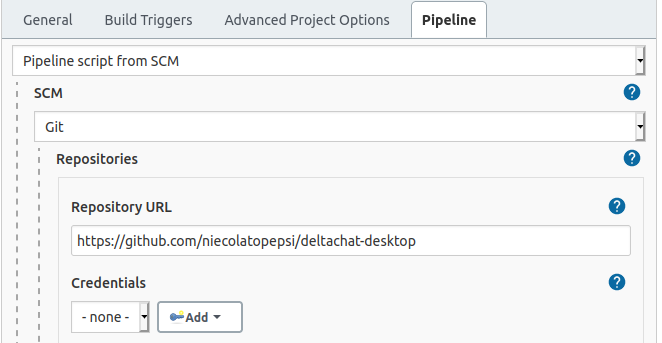 General Build Triggers Advanced Project Options Pipeline
Pipeline script from SCM
SCM
Git
Repositories
Repository URL
https://github.com/niecolatopepsi/deltachat-desktop
Credentials
- none - Add